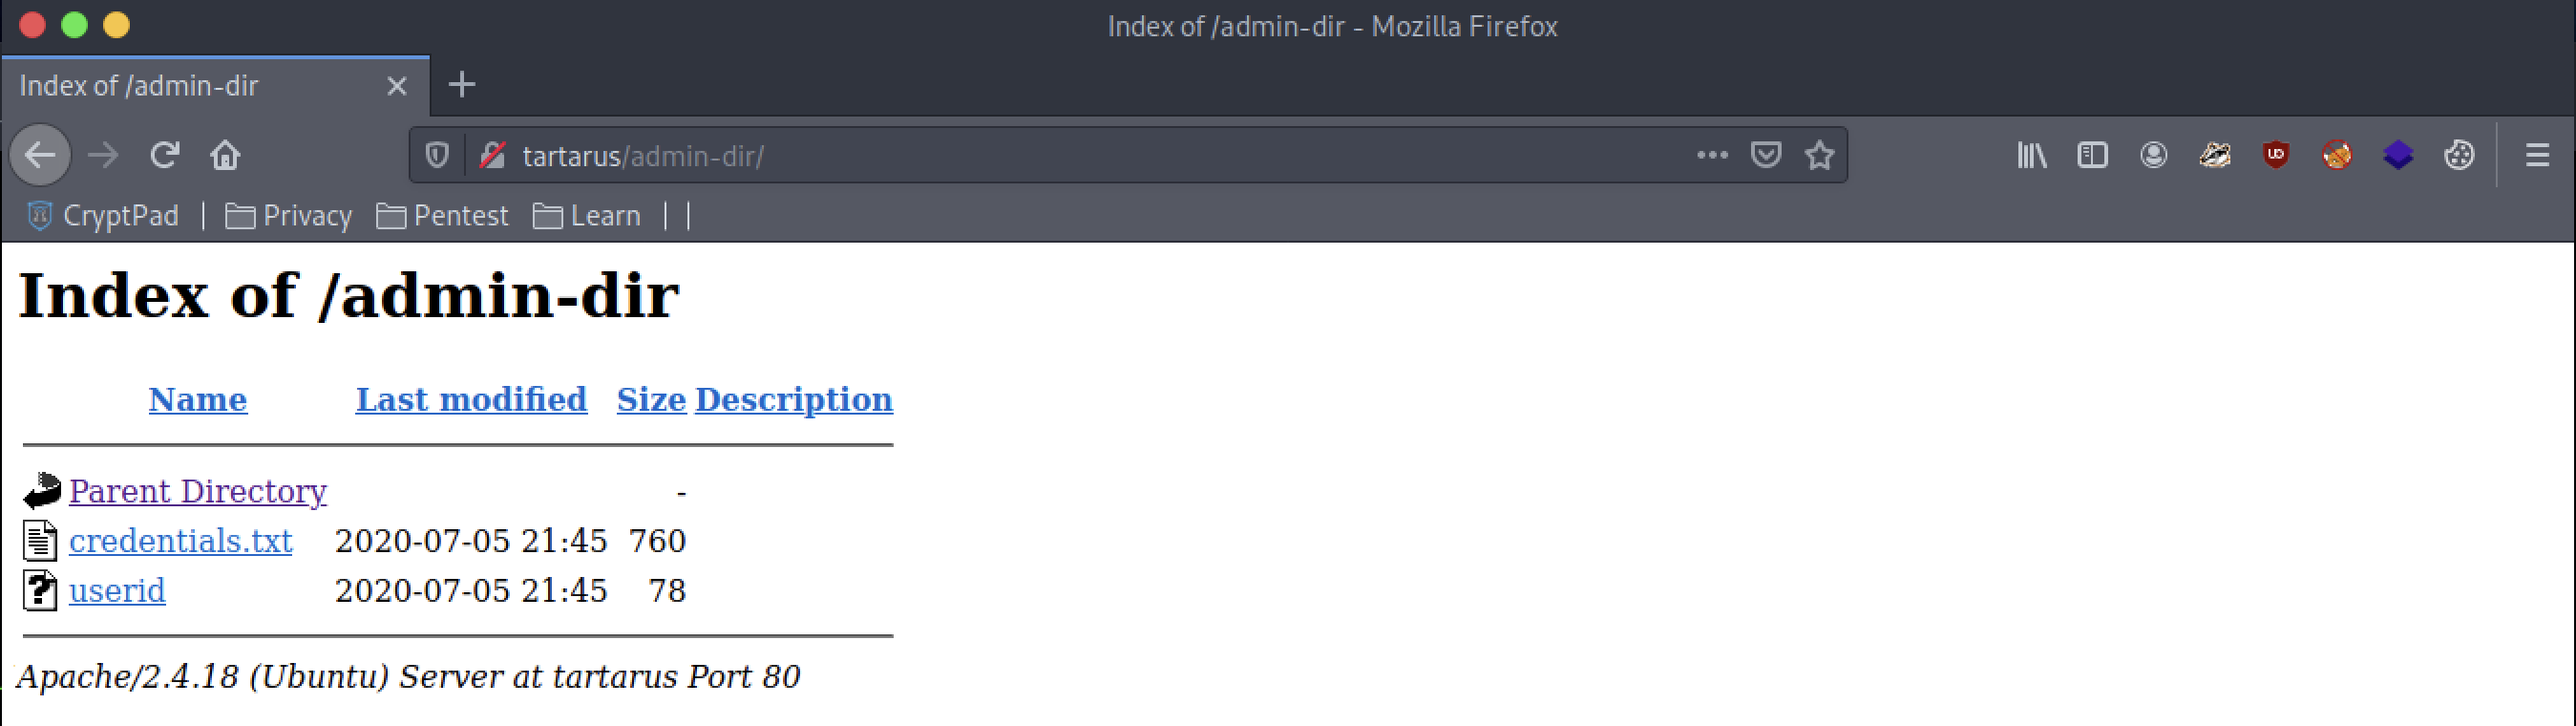 Index of /admin-dir - Mozilla Firefox
Index of /admin-dir
tartarus/admin-dir/
CryptPad Privacy Pentest Learn
Index of /admin-dir
Name Last modified Size Description
Parent Directory -
credentials.txt 2020-07-05 21:45 760
userid 2020-07-05 21:45 78
Apache/2.4.18 (Ubuntu) Server at tartarus Port 80